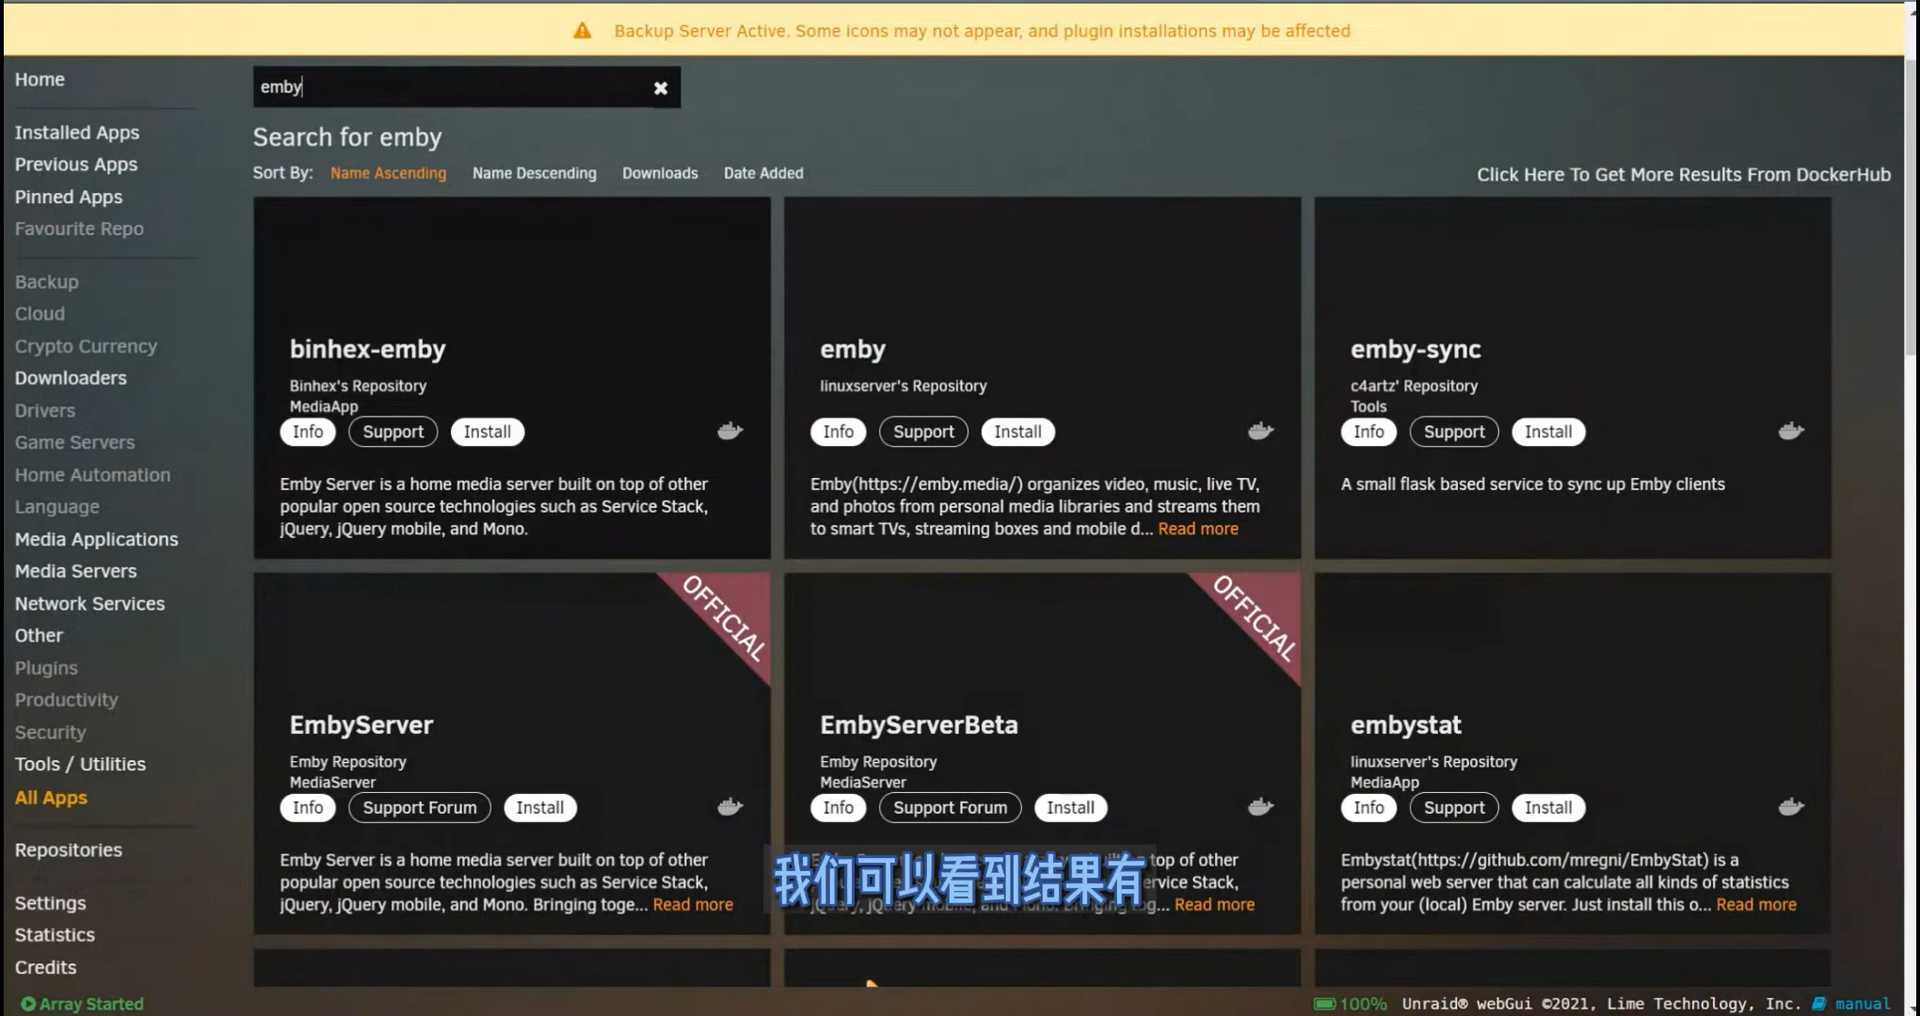 Backup Server Active. Some icons may not appear, and plugin installations may be affected
Home
Installed Apps
Previous Apps
Pinned Apps
Favourite Repo
Backup
Cloud
Crypto Currency
Downloaders
Drivers
Game Servers
Home Automation
Language
Media Applications
Media Servers
Network Services
Other
Plugins
Productivity
Security
Tools / Utilities
All Apps
Repositories
Settings
Statistics
Credits
emby
Search for emby
Sort By: Name Ascending Name Descending Downloads Date Added
Click Here To Get More Results From DockerHub
binhex-emby
Binhex's Repository
MediaApp
Info Support Install
Emby Server is a home media server built on top of other
popular open source technologies such as Service Stack,
jQuery, jQuery mobile, and Mono.
emby
linuxserver's Repository
Info Support Install
Emby(https://emby.media/) organizes video, music, live TV,
and photos from personal media libraries and streams them
to smart TVs, streaming boxes and mobile d... Read more
emby-sync
c4artz' Repository
Tools
Info Support Install
A small flask based service to sync up Emby clients
OFFICIAL
EmbyServer
Emby Repository
MediaServer
Info Support Forum Install
Emby Server is a home media server built on top of other
popular open source technologies such as Service Stack,
jQuery, jQuery mobile, and Mono. Bringing toge... Read more
OFFICIAL
EmbyServerBeta
Emby Repository
MediaServer
Info Support Forum Install
top of other
Stack,
Read more
我们可以看到结果有
embystat
linuxserver's Repository
MediaApp
Info Support Install
Embystat(https://github.com/mregni/EmbyStat) is a
personal web server that can calculate all kinds of statistics
from your (local) Emby server. Just install this o... Read more
Array Started
100% Unraid® webGui ©2021, Lime Technology, Inc. manual